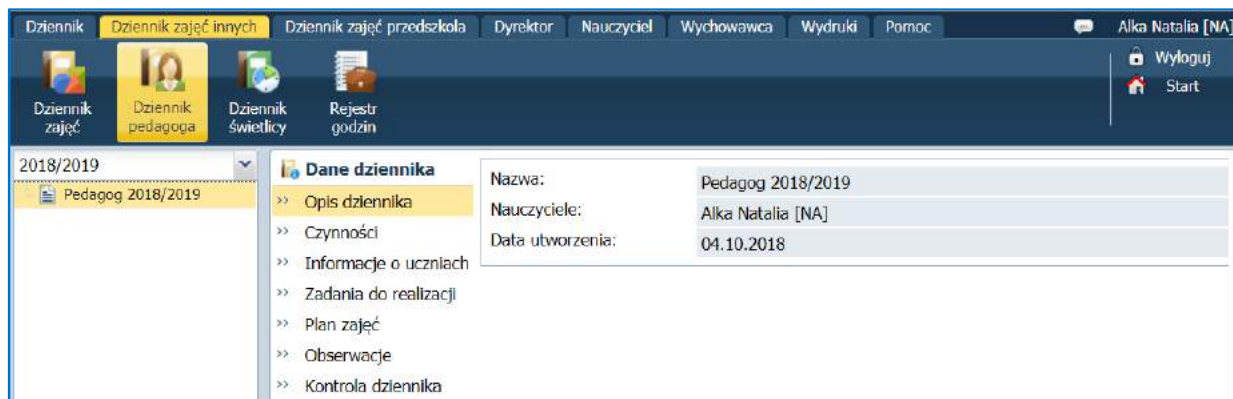 Dziennik Dziennik zajęć innych Dziennik zajęć przedszkola Dyrektor Nauczyciel Wychowawca Wydruki Pomoc Alka Natalia [NA]
Dziennik zajęć
Dziennik pedagoga
Dziennik świetlicy
Rejestr godzin
Wyloguj
Start
2018/2019
Pedagog 2018/2019
Dane dziennika
Opis dziennika
Czynności
Informacje o uczniach
Zadania do realizacji
Plan zajęć
Obserwacje
Kontrola dziennika
Nazwa: Pedagog 2018/2019
Nauczyciele: Alka Natalia [NA]
Data utworzenia: 04.10.2018